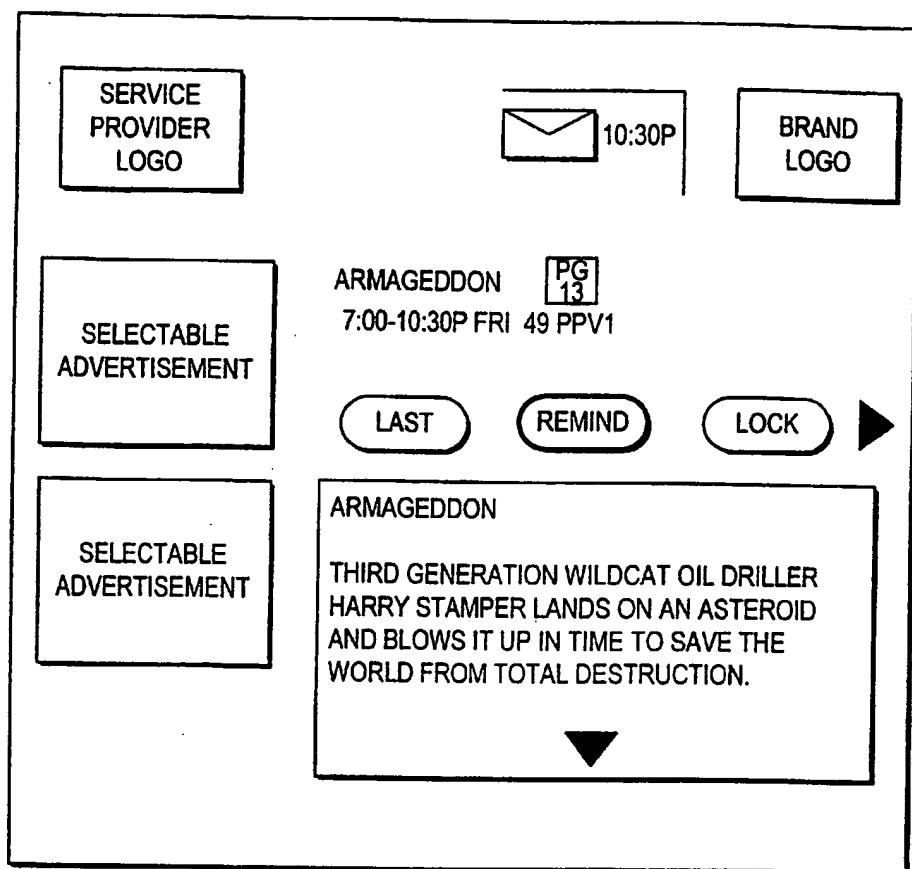 SERVICE
PROVIDER
LOGO
10:30P
BRAND
LOGO
SELECTABLE
ADVERTISEMENT
ARMAGEDDON PG 13
7:00-10:30P FRI 49 PPV1
LAST REMIND LOCK
SELECTABLE
ADVERTISEMENT
ARMAGEDDON
THIRD GENERATION WILDCAT OIL DRILLER
HARRY STAMPER LANDS ON AN ASTEROID
AND BLOWS IT UP IN TIME TO SAVE THE
WORLD FROM TOTAL DESTRUCTION.